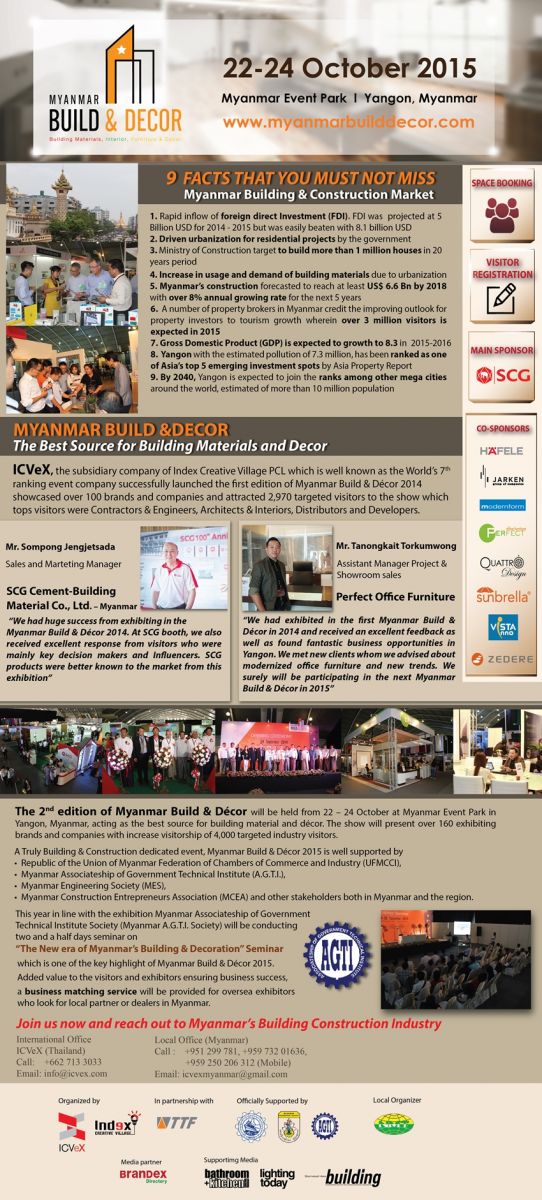 MYANMAR
BUILD & DECOR
Building Materials, Interior, Furniture & Decor
22-24 October 2015
Myanmar Event Park | Yangon, Myanmar
www.myanmarbuilddecor.com
9 FACTS THAT YOU MUST NOT MISS
Myanmar Building & Construction Market
1. Rapid inflow of foreign direct Investment (FDI). FDI was projected at 5
Billion USD for 2014 - 2015 but was easily beaten with 8.1 billion USD
2. Driven urbanization for residential projects by the government
3. Ministry of Construction target to build more than 1 million houses in 20
years period
4. Increase in usage and demand of building materials due to urbanization
5. Myanmar's construction forecasted to reach at least US$ 6.6 Bn by 2018
with over 8% annual growing rate for the next 5 years
6. A number of property brokers in Myanmar credit the improving outlook for
property investors to tourism growth wherein over 3 million visitors is
expected in 2015
7. Gross Domestic Product (GDP) is expected to growth to 8.3 in 2015-2016
8. Yangon with the estimated pollution of 7.3 million, has been ranked as one
of Asia's top 5 emerging investment spots by Asia Property Report
9. By 2040, Yangon is expected to join the ranks among other mega cities
around the world, estimated of more than 10 million population
SPACE BOOKING
VISITOR
REGISTRATION
MAIN SPONSOR
SCG
CO-SPONSORS
HÄFELE
JARKEN
group of companies
modernform
PERFECT
QUATTRO
Design
sunbrella
VISTA
inno
ZEDERE
MYANMAR BUILD &DECOR
The Best Source for Building Materials and Decor
ICVeX, the subsidiary company of Index Creative Village PCL which is well known as the World's 7th
ranking event company successfully launched the first edition of Myanmar Build & Décor 2014
showcased over 100 brands and companies and attracted 2,970 targeted visitors to the show which
tops visitors were Contractors & Engineers, Architects & Interiors, Distributors and Developers.
Mr. Sompong Jengjetsada
Sales and Marteting Manager
SCG Cement-Building
Material Co., Ltd. – Myanmar
SCG 100th Anni
"We had huge success from exhibiting in the
Myanmar Build & Décor 2014. At SCG booth, we also
received excellent response from visitors who were
mainly key decision makers and Influencers. SCG
products were better known to the market from this
exhibition"
Mr. Tanongkait Torkumwong
Assistant Manager Project &
Showroom sales
Perfect Office Furniture
"We had exhibited in the first Myanmar Build &
Décor in 2014 and received an excellent feedback as
well as found fantastic business opportunities in
Yangon. We met new clients whom we advised about
modernized office furniture and new trends. We
surely will be participating in the next Myanmar
Build & Décor in 2015"
The 2nd edition of Myanmar Build & Décor will be held from 22 – 24 October at Myanmar Event Park in
Yangon, Myanmar, acting as the best source for building material and décor. The show will present over 160 exhibiting
brands and companies with increase visitorship of 4,000 targeted industry visitors.
A Truly Building & Construction dedicated event, Myanmar Build & Décor 2015 is well supported by
• Republic of the Union of Myanmar Federation of Chambers of Commerce and Industry (UFMCCI),
• Myanmar Associateship of Government Technical Institute (A.G.T.I.),
• Myanmar Engineering Society (MES),
• Myanmar Construction Entrepreneurs Association (MCEA) and other stakeholders both in Myanmar and the region.
This year in line with the exhibition Myanmar Associateship of Government
Technical Institute Society (Myanmar A.G.T.I. Society) will be conducting
two and a half days seminar on
"The New era of Myanmar's Building & Decoration" Seminar
which is one of the key highlight of Myanmar Build & Décor 2015.
Added value to the visitors and exhibitors ensuring business success,
a business matching service will be provided for oversea exhibitors
who look for local partner or dealers in Myanmar.
AGTI
Join us now and reach out to Myanmar's Building Construction Industry
International Office
ICVeX (Thailand)
Call: +662 713 3033
Email: info@icvex.com
Local Office (Myanmar)
Call : +951 299 781, +959 732 01636,
+959 250 206 312 (Mobile)
Email: icvexmyanmar@gmail.com
Organized by
ICVeX
Index
CREATIVE VILLAGE
In partnership with
TTF
Officially Supported by
AGTI
Local Organizer
Media partner
BRANDEX
Directory
Supporting Media
bathroom
+kitchen
lighting
today
building